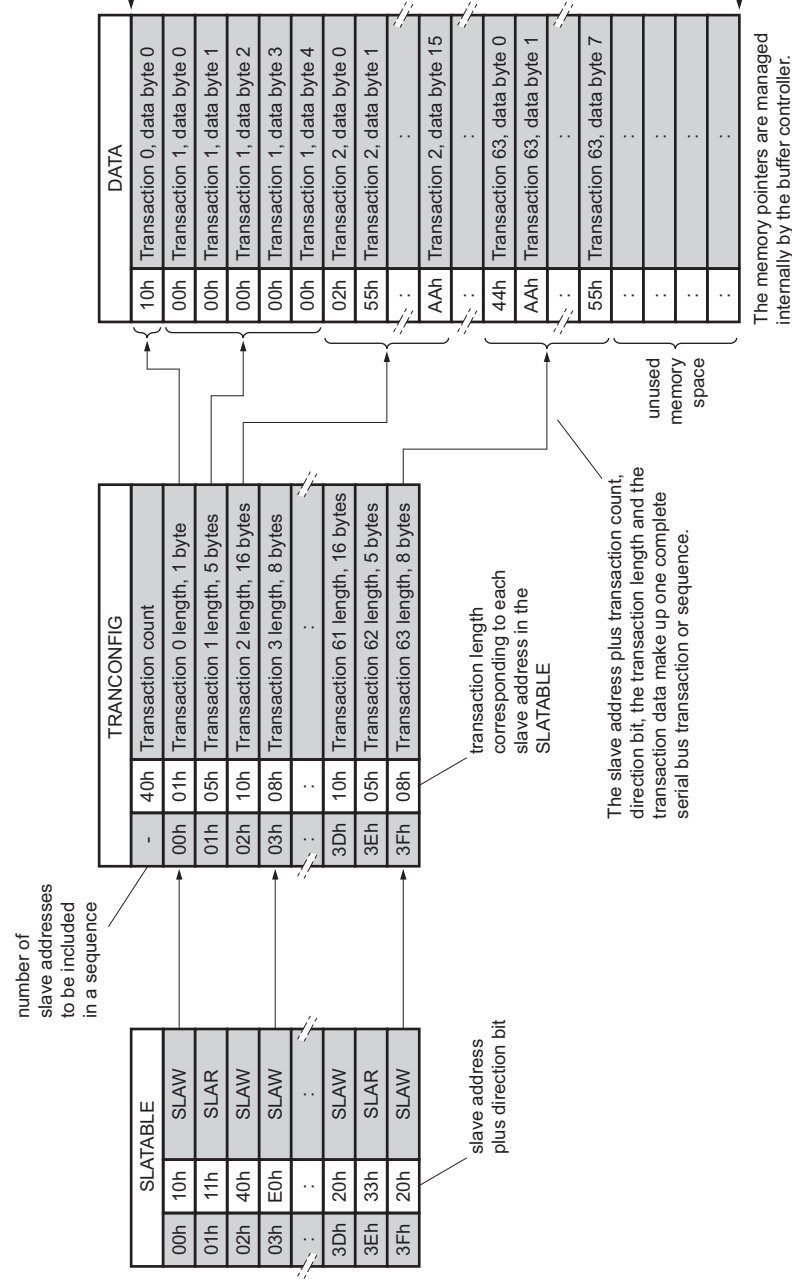 SLATABLE
00h 10h SLAW
01h 11h SLAR
02h 40h SLAW
03h E0h SLAW
: : :
3Dh 20h SLAW
3Eh 33h SLAR
3Fh 20h SLAW
slave address
plus direction bit
number of
slave addresses
to be included
in a sequence
TRANCONFIG
- 40h Transaction count
00h 01h Transaction 0 length, 1 byte
01h 05h Transaction 1 length, 5 bytes
02h 10h Transaction 2 length, 16 bytes
03h 08h Transaction 3 length, 8 bytes
: : :
3Dh 10h Transaction 61 length, 16 bytes
3Eh 05h Transaction 62 length, 5 bytes
3Fh 08h Transaction 63 length, 8 bytes
transaction length
corresponding to each
slave address in the
SLATABLE
The slave address plus transaction count,
direction bit, the transaction length and the
transaction data make up one complete
serial bus transaction or sequence.
DATA
10h Transaction 0, data byte 0
00h Transaction 1, data byte 0
00h Transaction 1, data byte 1
00h Transaction 1, data byte 2
00h Transaction 1, data byte 3
00h Transaction 1, data byte 4
02h Transaction 2, data byte 0
55h Transaction 2, data byte 1
: :
AAh Transaction 2, data byte 15
: :
44h Transaction 63, data byte 0
AAh Transaction 63, data byte 1
: :
55h Transaction 63, data byte 7
: :
: :
: :
: :
unused
memory
space
The memory pointers are managed
internally by the buffer controller.